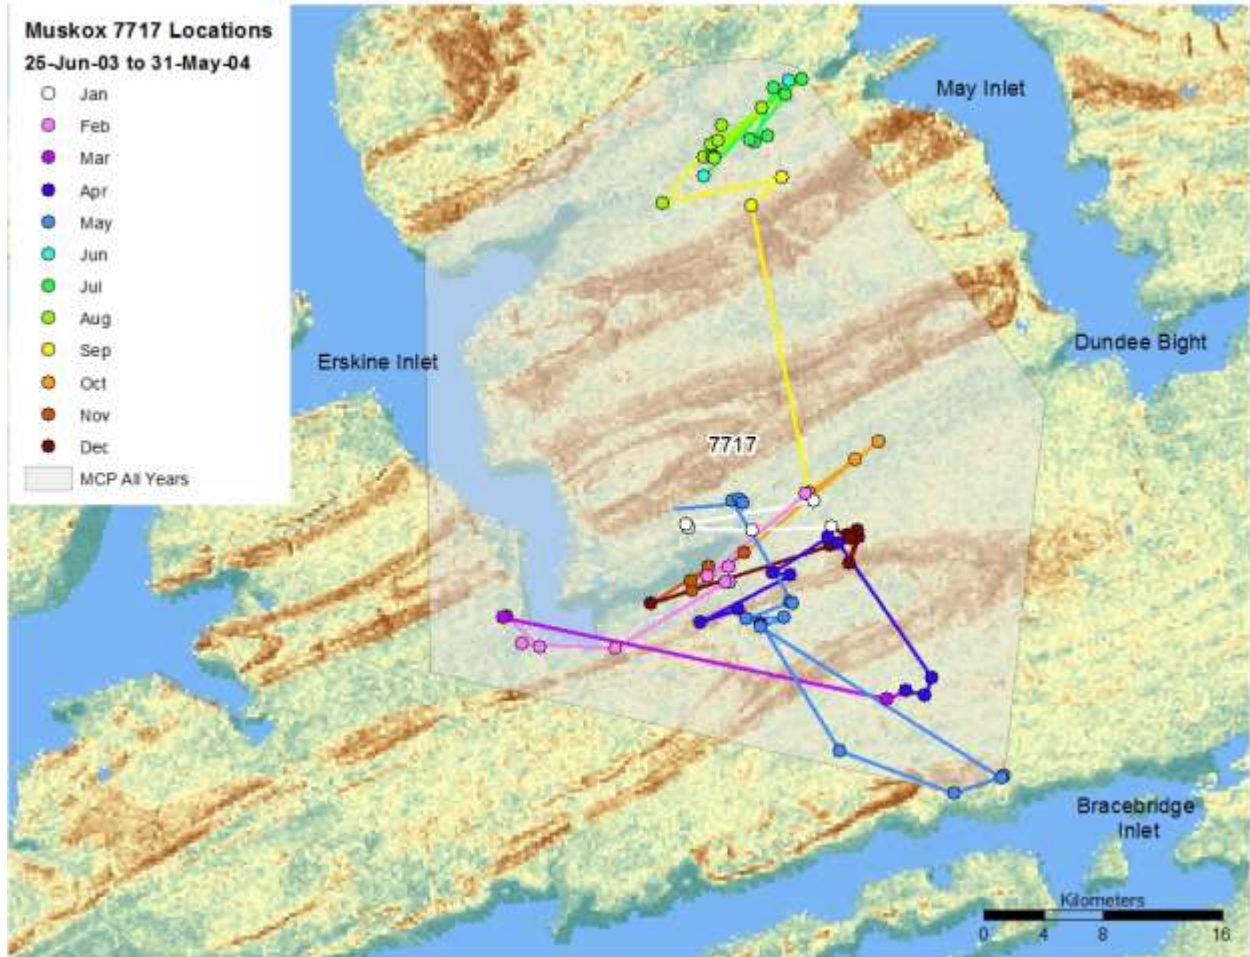 Muskox 7717 Locations
25-Jun-03 to 31-May-04
Jan
Feb
Mar
Apr
May
Jun
Jul
Aug
Sep
Oct
Nov
Dec
MCP All Years
May Inlet
Erskine Inlet
Dundee Bight
7717
Bracebridge
Inlet
Kilometers
0 4 8 16